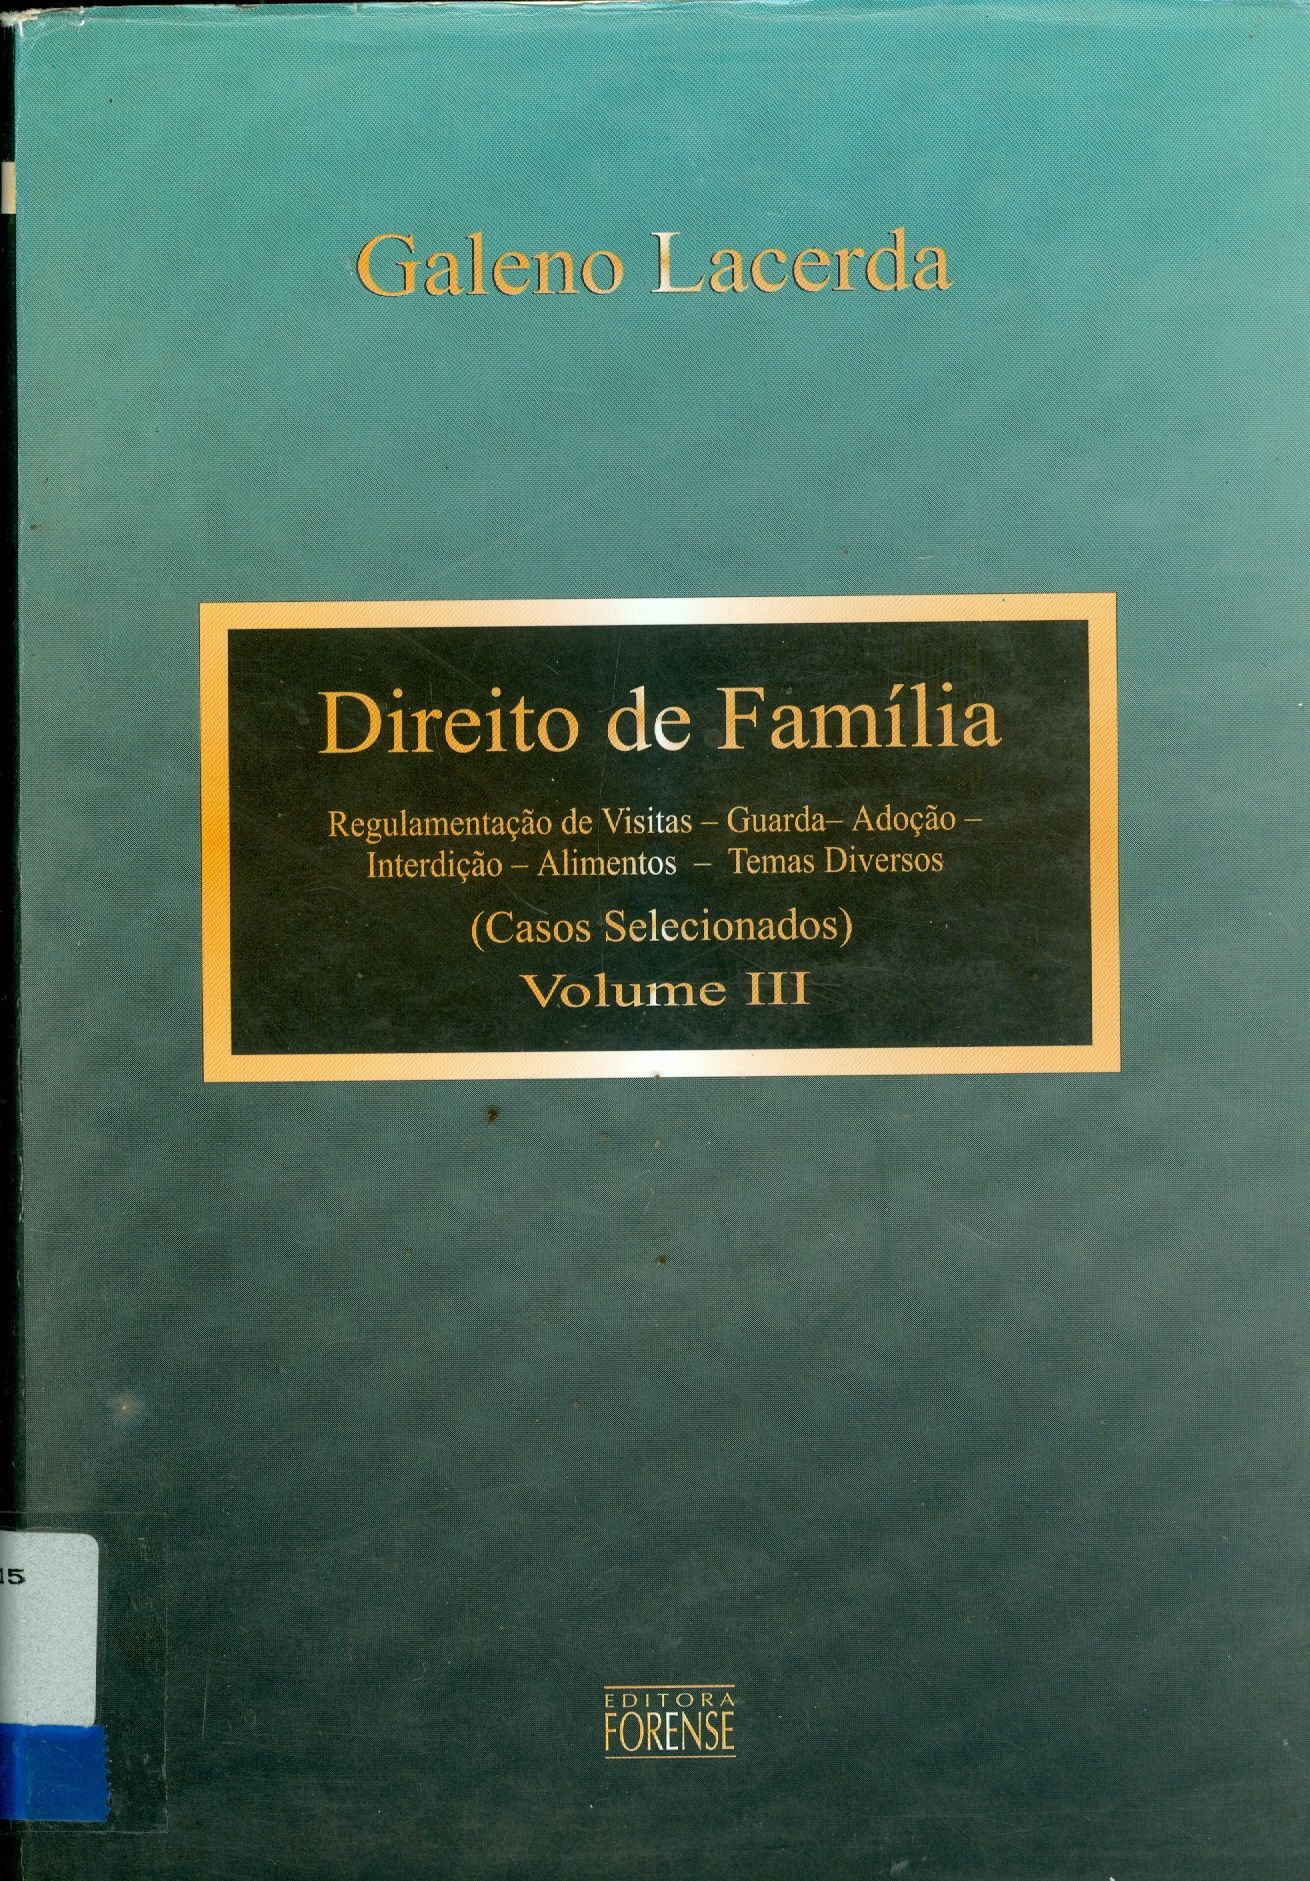 Galeno Lacerda
Direito de Família
Regulamentação de Visitas – Guarda– Adoção –
Interdição – Alimentos – Temas Diversos
(Casos Selecionados)
Volume III
15
EDITORA
FORENSE